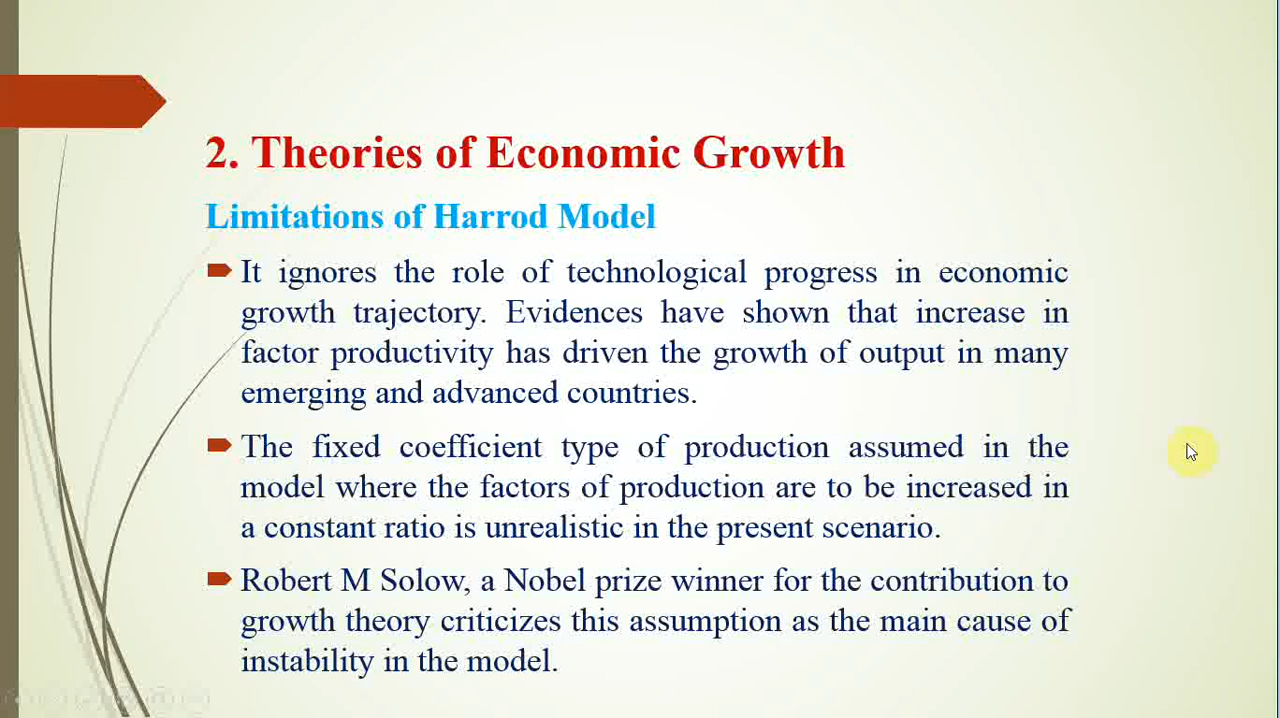 2. Theories of Economic Growth
Limitations of Harrod Model
It ignores the role of technological progress in economic
growth trajectory. Evidences have shown that increase in
factor productivity has driven the growth of output in many
emerging and advanced countries.
The fixed coefficient type of production assumed in the
model where the factors of production are to be increased in
a constant ratio is unrealistic in the present scenario.
Robert M Solow, a Nobel prize winner for the contribution to
growth theory criticizes this assumption as the main cause of
instability in the model.